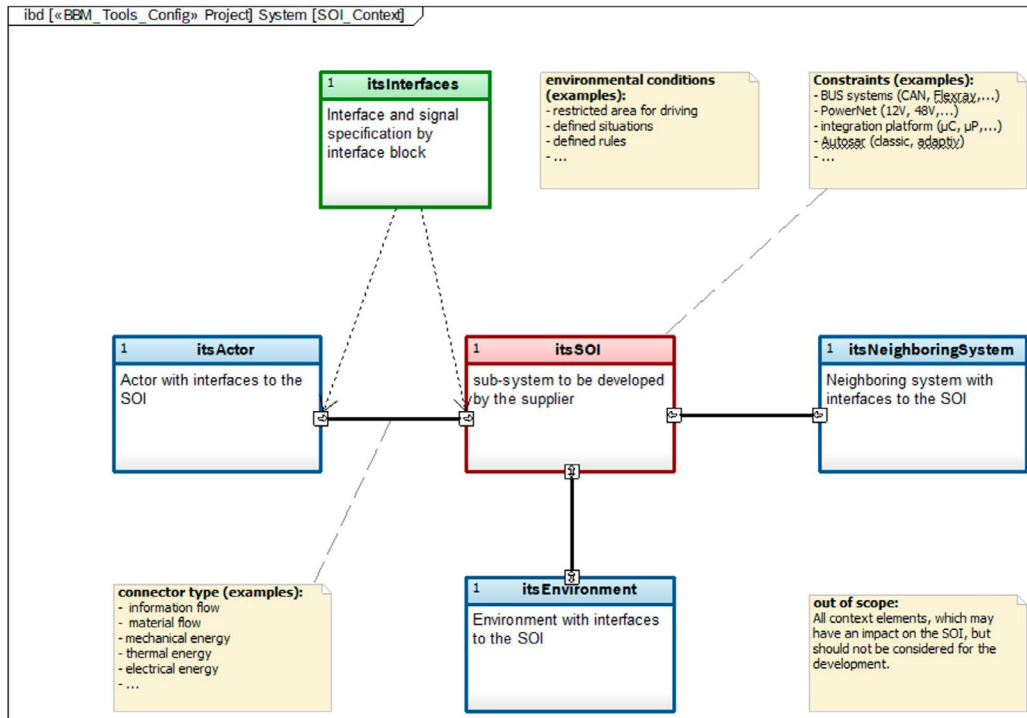 ibd [«BBM_Tools_Config» Project] System [SOI_Context]
1 itsInterfaces
Interface and signal
specification by
interface block
environmental conditions
(examples):
- restricted area for driving
- defined situations
- defined rules
- ...
Constraints (examples):
- BUS systems (CAN, Flexray,...)
- PowerNet (12V, 48V,...)
- integration platform (µC, µP,...)
- Autosar (classic, adaptiv)
- ...
1 itsActor
Actor with interfaces to the
SOI
1 itsSOI
sub-system to be developed
by the supplier
1 itsNeighboringSystem
Neighboring system with
interfaces to the SOI
connector type (examples):
- information flow
- material flow
- mechanical energy
- thermal energy
- electrical energy
- ...
1 itsEnvironment
Environment with interfaces
to the SOI
out of scope:
All context elements, which may
have an impact on the SOI, but
should not be considered for the
development.